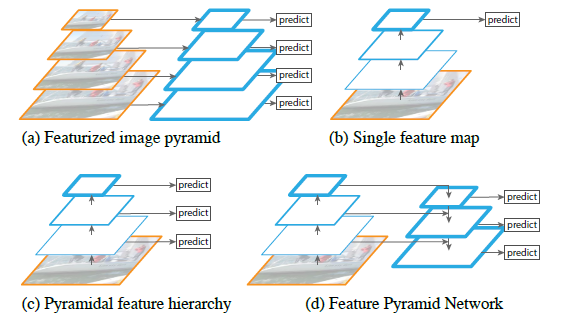 predict
predict
predict
predict
(a) Featurized image pyramid
predict
(b) Single feature map
predict
predict
predict
(c) Pyramidal feature hierarchy
predict
predict
predict
(d) Feature Pyramid Network